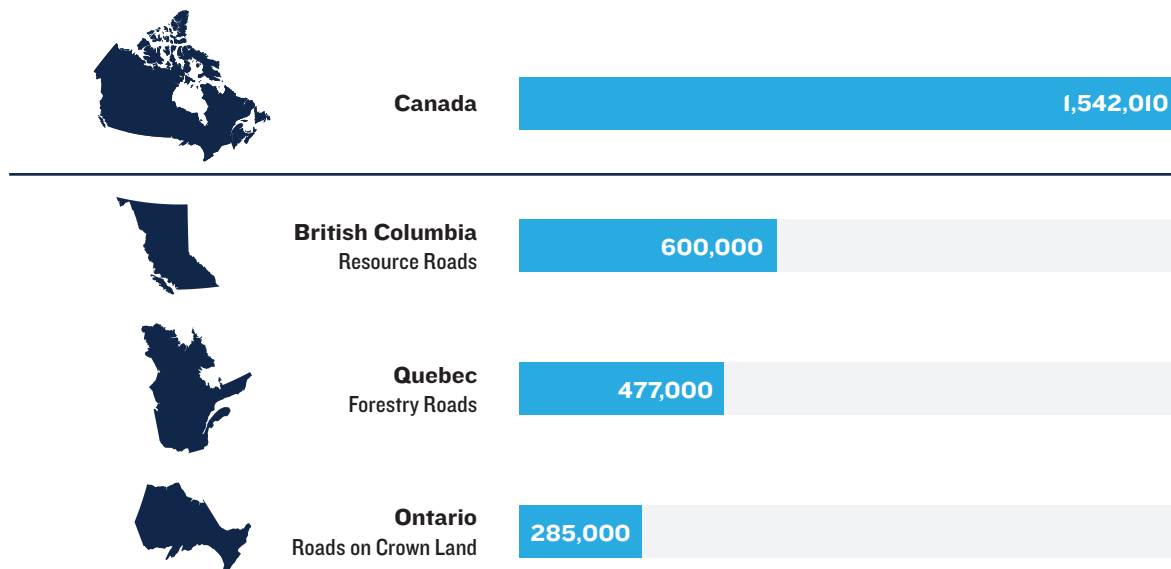 Canada
1,542,010
British Columbia
Resource Roads
600,000
Quebec
Forestry Roads
477,000
Ontario
Roads on Crown Land
285,000